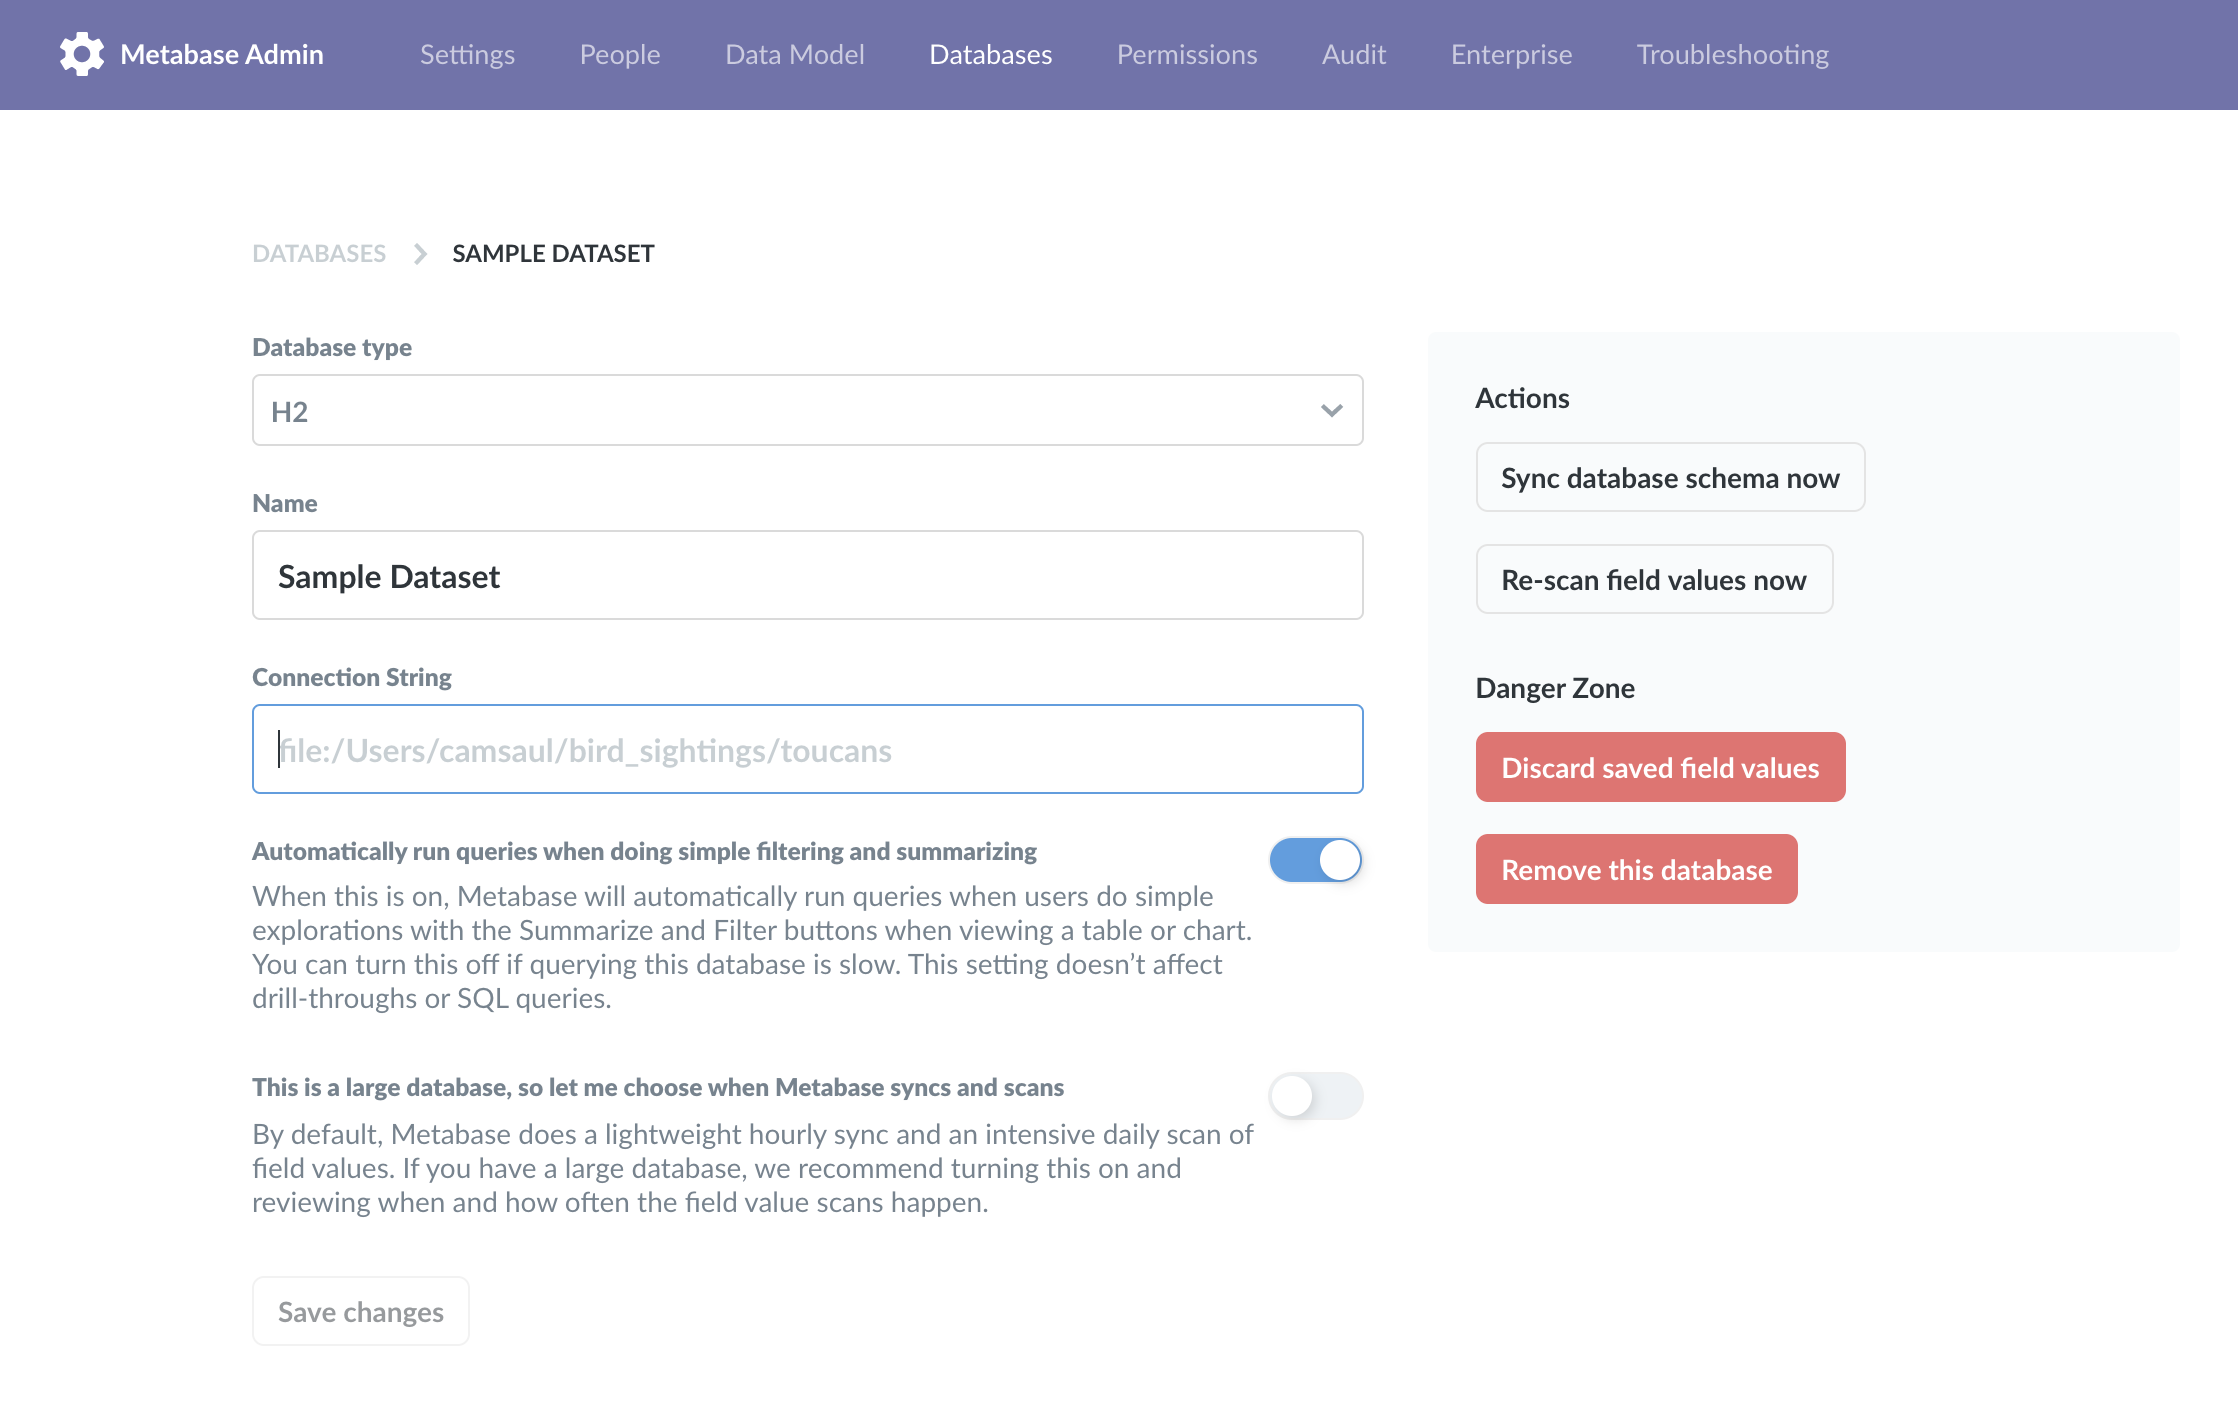 Metabase Admin
Settings
People
Data Model
Databases
Permissions
Audit
Enterprise
Troubleshooting
DATABASES
SAMPLE DATASET
Database type
H2
Name
Sample Dataset
Connection String
file:/Users/camsaul/bird_sightings/toucans
Automatically run queries when doing simple filtering and summarizing
When this is on, Metabase will automatically run queries when users do simple
explorations with the Summarize and Filter buttons when viewing a table or chart.
You can turn this off if querying this database is slow. This setting doesn’t affect
drill-throughs or SQL queries.
This is a large database, so let me choose when Metabase syncs and scans
By default, Metabase does a lightweight hourly sync and an intensive daily scan of
field values. If you have a large database, we recommend turning this on and
reviewing when and how often the field value scans happen.
Save changes
Actions
Sync database schema now
Re-scan field values now
Danger Zone
Discard saved field values
Remove this database